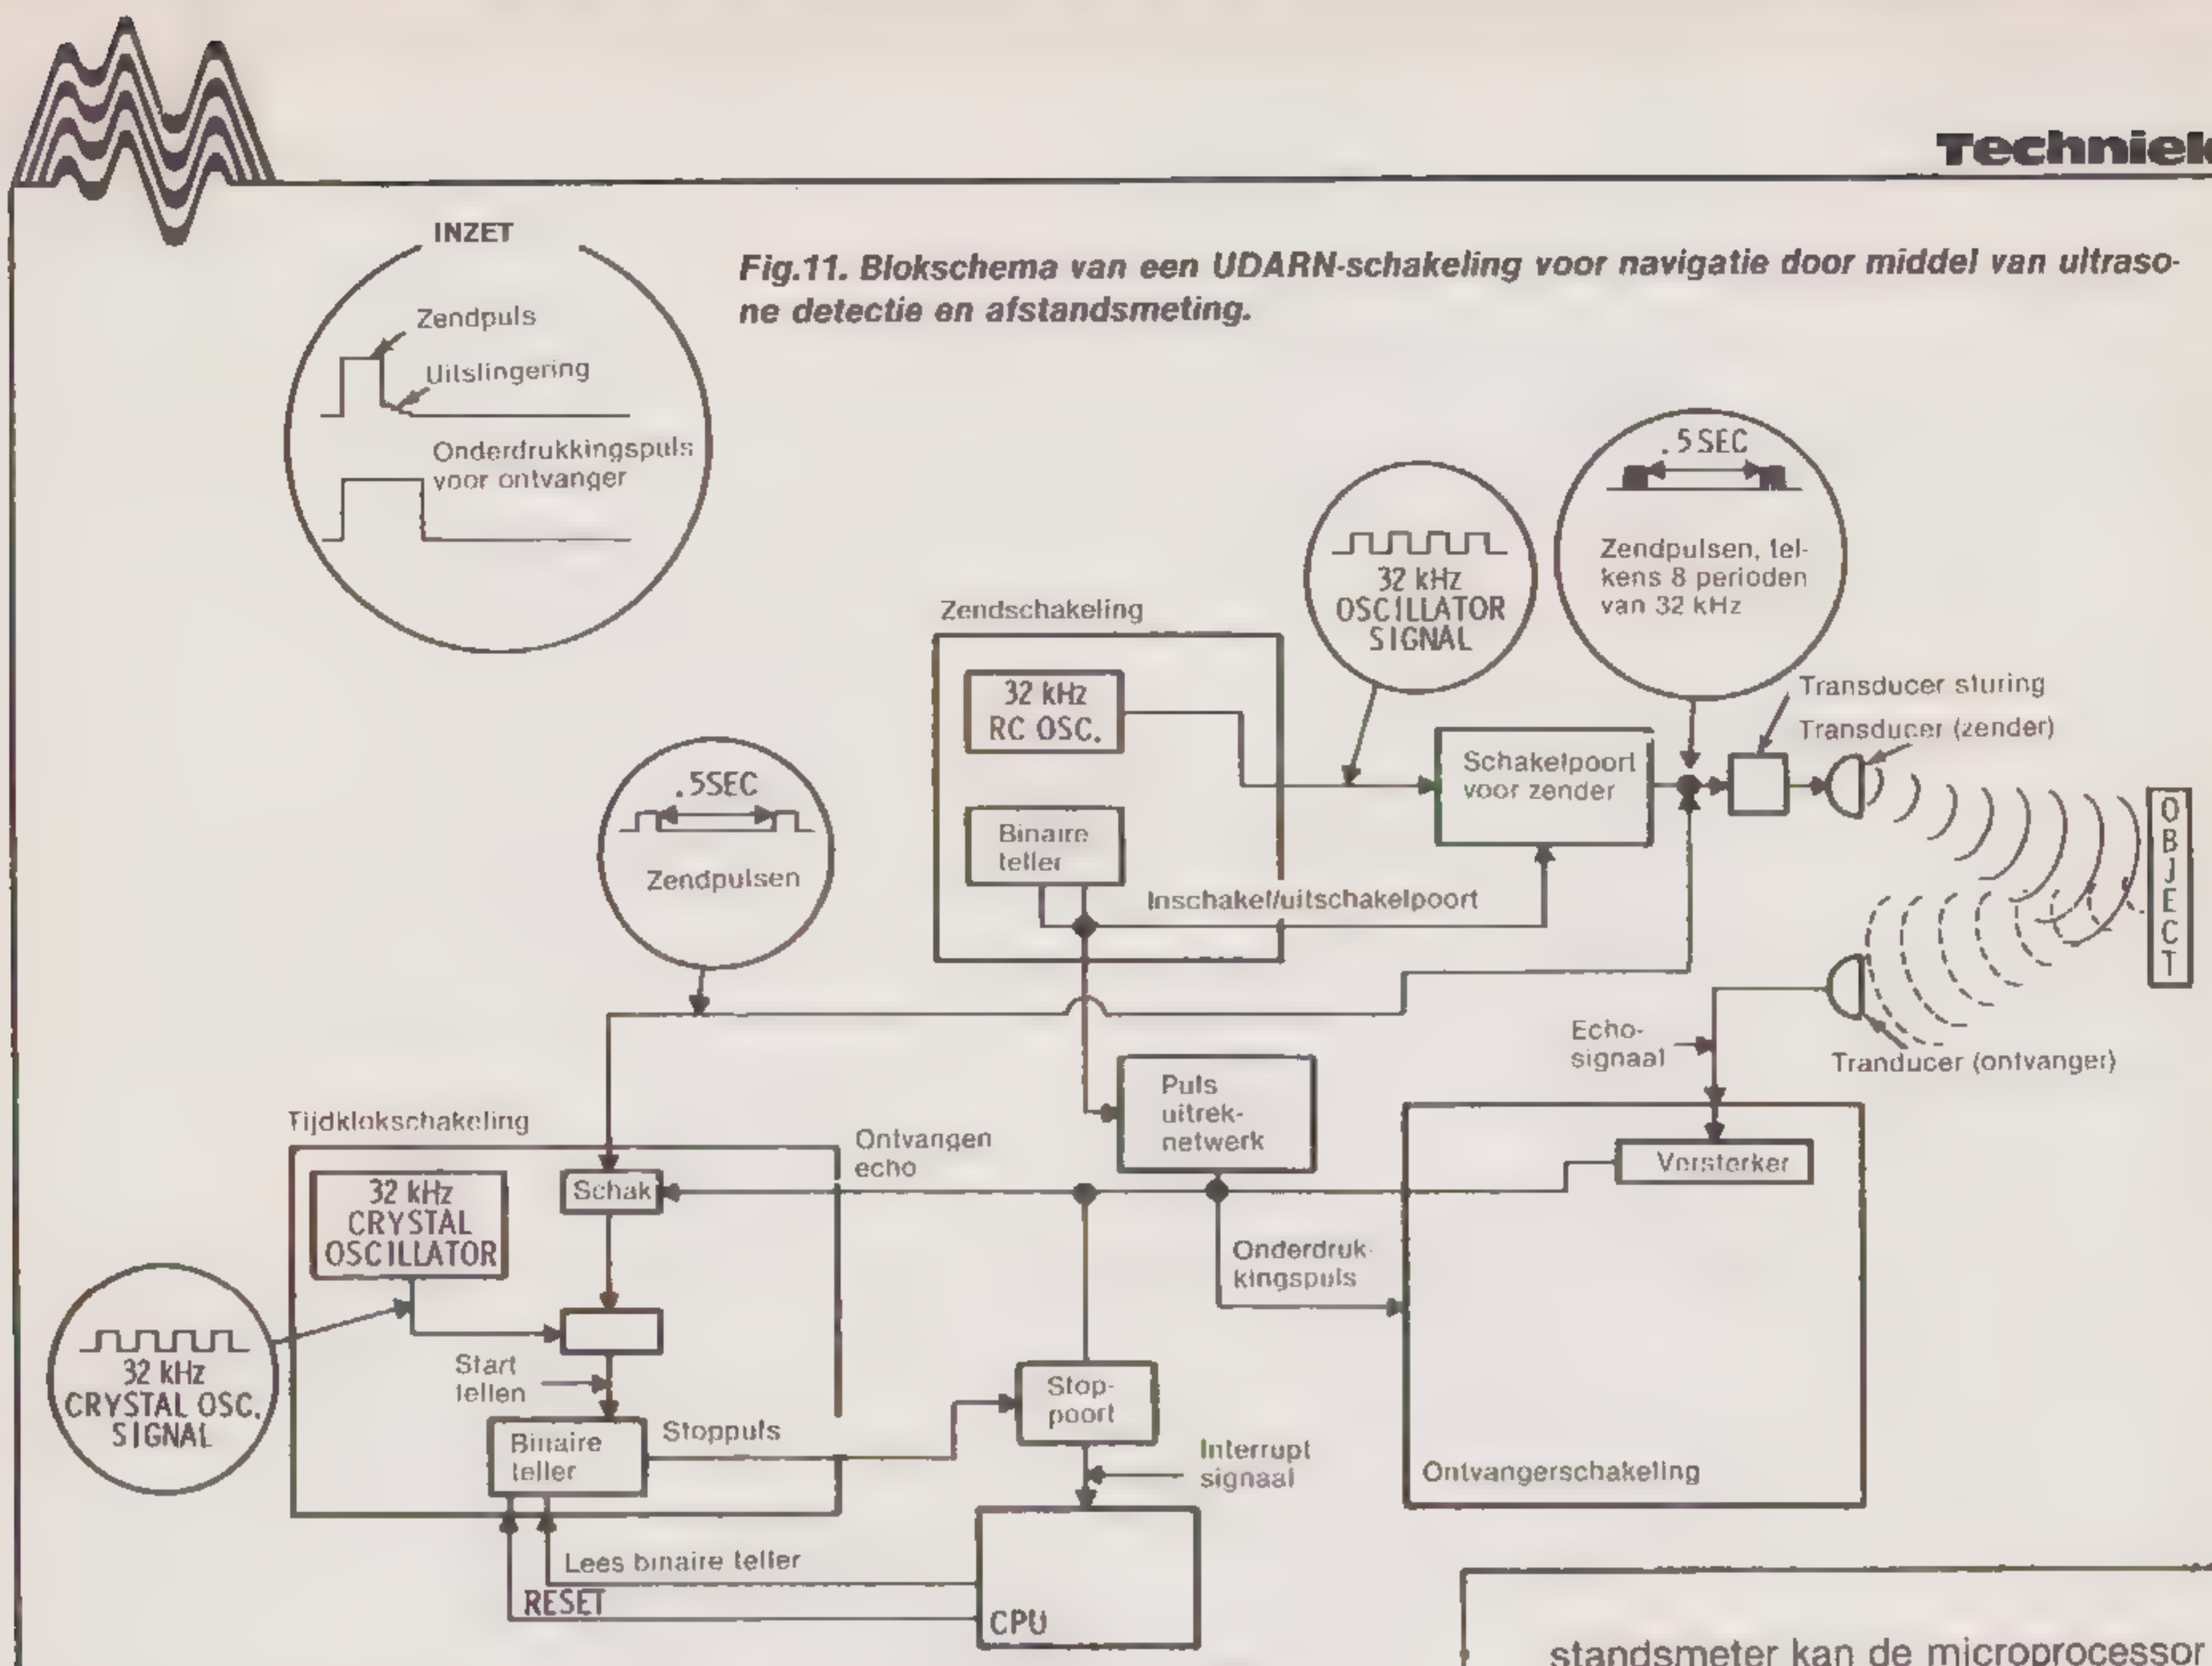 Techniek
INZET
Fig.11. Blokschema van een UDARN-schakeling voor navigatie door middel van ultraso-
ne detectie en afstandsmeting.
Zendpuls
Uitslingering
Onderdrukkingspuls
voor ontvanger
.5 SEC
Zendpulsen, tel-
kens 8 perioden
van 32 kHz
32 kHz
OSCILLATOR
SIGNAL
Zendschakeling
32 kHz
RC OSC.
Transducer sturing
Transducer (zender)
Schakelpoort
voor zender
.5SEC
Zendpulsen
Binaire
teller
Inschakel/uitschakelpoort
OBJECT
Echo-
signaal
Tranducer (ontvanger)
Puls
uitrek-
netwerk
Tijdklokschakeling
Ontvangen
echo
Versterker
32 kHz
CRYSTAL
OSCILLATOR
Schak
Onderdruk-
kingspuls
32 kHz
CRYSTAL OSC.
SIGNAL
Start
tellen
Stop-
poort
Binaire
teller
Stoppuls
Interrupt
signaal
Ontvangerschakeling
Lees binaire teller
RESET
CPU
standsmeter kan de microprocessor